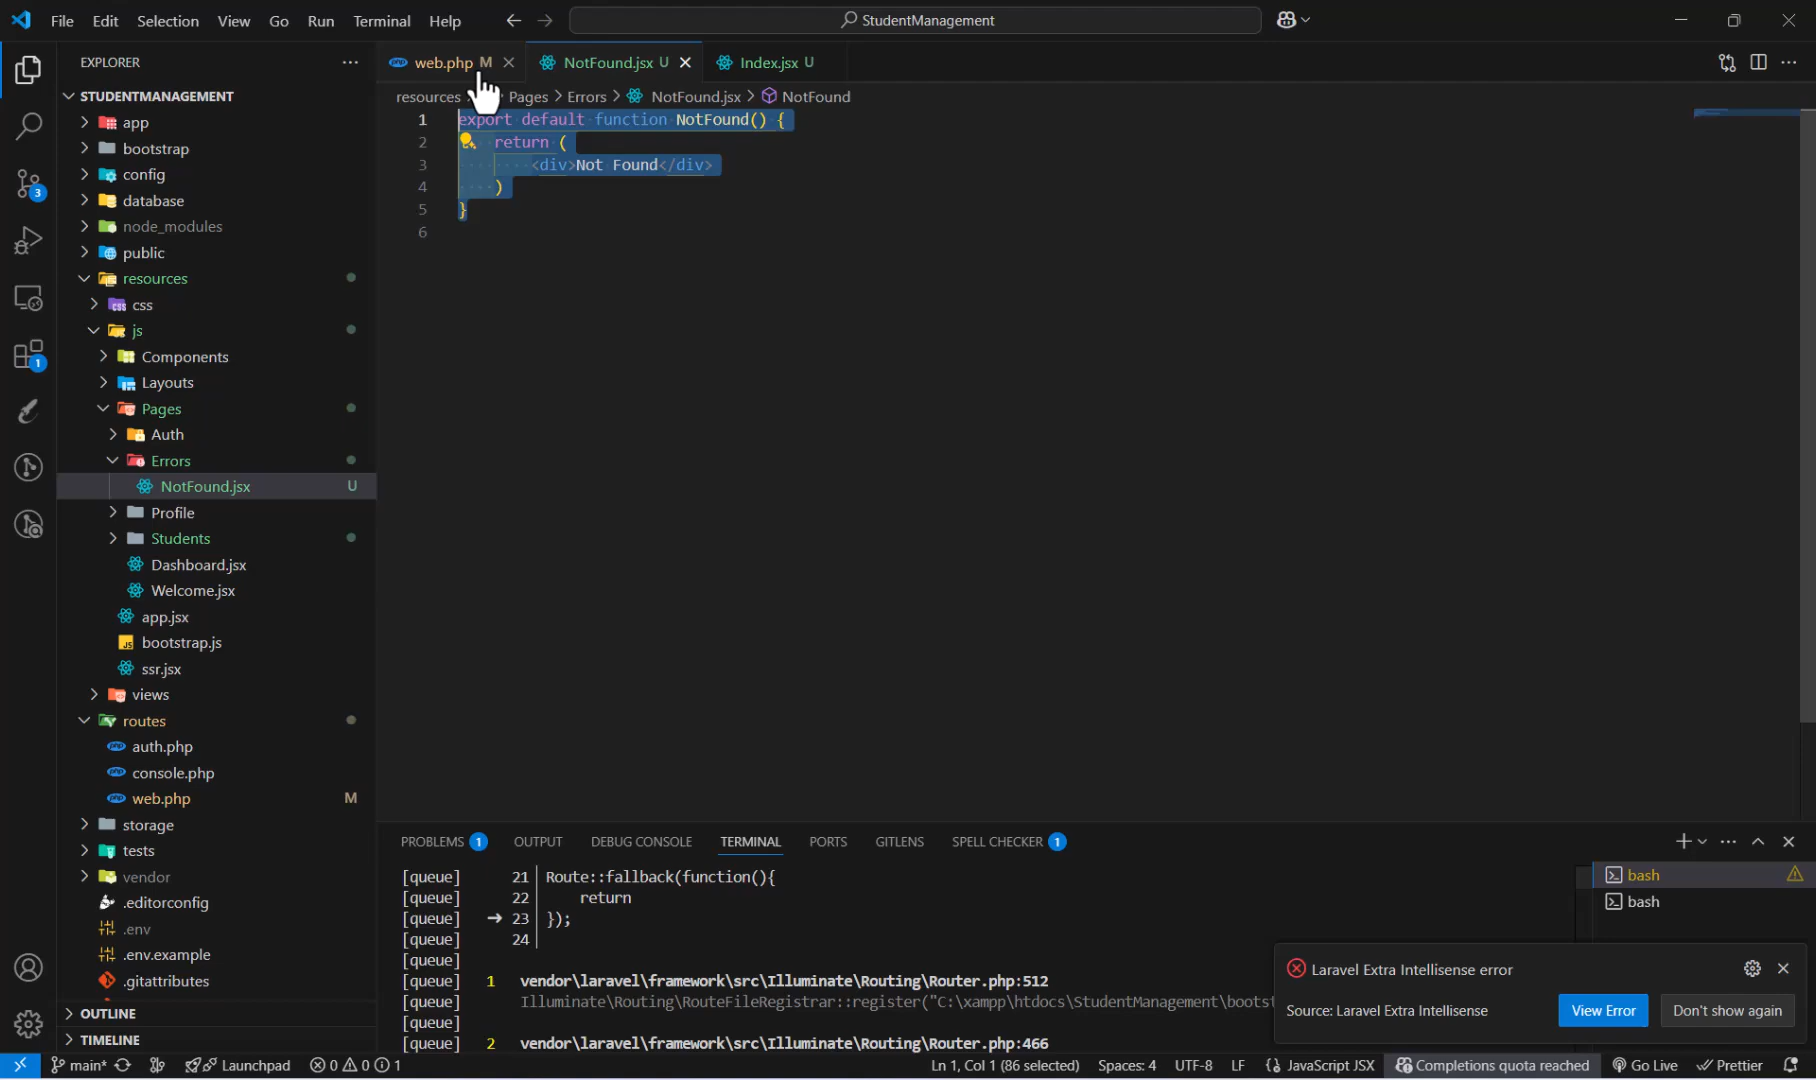 File Edit Selection View Go Run Terminal Help StudentManagement
EXPLORER
web.php M NotFound.jsx U Index.jsx U
STUDENTMANAGEMENT
resources Pages > Errors > NotFound.jsx > NotFound
app
bootstrap
config
database
node_modules
public
resources
css
js
Components
Layouts
Pages
Auth
Errors
NotFound.jsx U
Profile
Students
Dashboard.jsx
Welcome.jsx
app.jsx
bootstrap.js
ssr.jsx
views
routes
auth.php
console.php
web.php M
storage
tests
vendor
.editorconfig
.env
.env.example
.gitattributes
OUTLINE
TIMELINE
3
1
1 export default function NotFound() {
2 return (
3 <div>Not Found</div>
4 )
5 }
6
PROBLEMS 1 OUTPUT DEBUG CONSOLE TERMINAL PORTS GITLENS SPELL CHECKER 1
[queue] 21 Route::fallback(function(){
[queue] 22 return
[queue] → 23 });
[queue] 24
[queue]
[queue] 1 vendor\laravel\framework\src\Illuminate\Routing\Router.php:512
[queue] Illuminate\Routing\RouteFileRegistrar::register("C:\xampp\htdocs\StudentManagement\bootst
[queue]
[queue] 2 vendor\laravel\framework\src\Illuminate\Routing\Router.php:466
bash
bash
Laravel Extra Intellisense error
Source: Laravel Extra Intellisense View Error Don't show again
main* Launchpad 0 0 1 Ln 1, Col 1 (86 selected) Spaces: 4 UTF-8 LF {} JavaScript JSX Completions quota reached Go Live Prettier